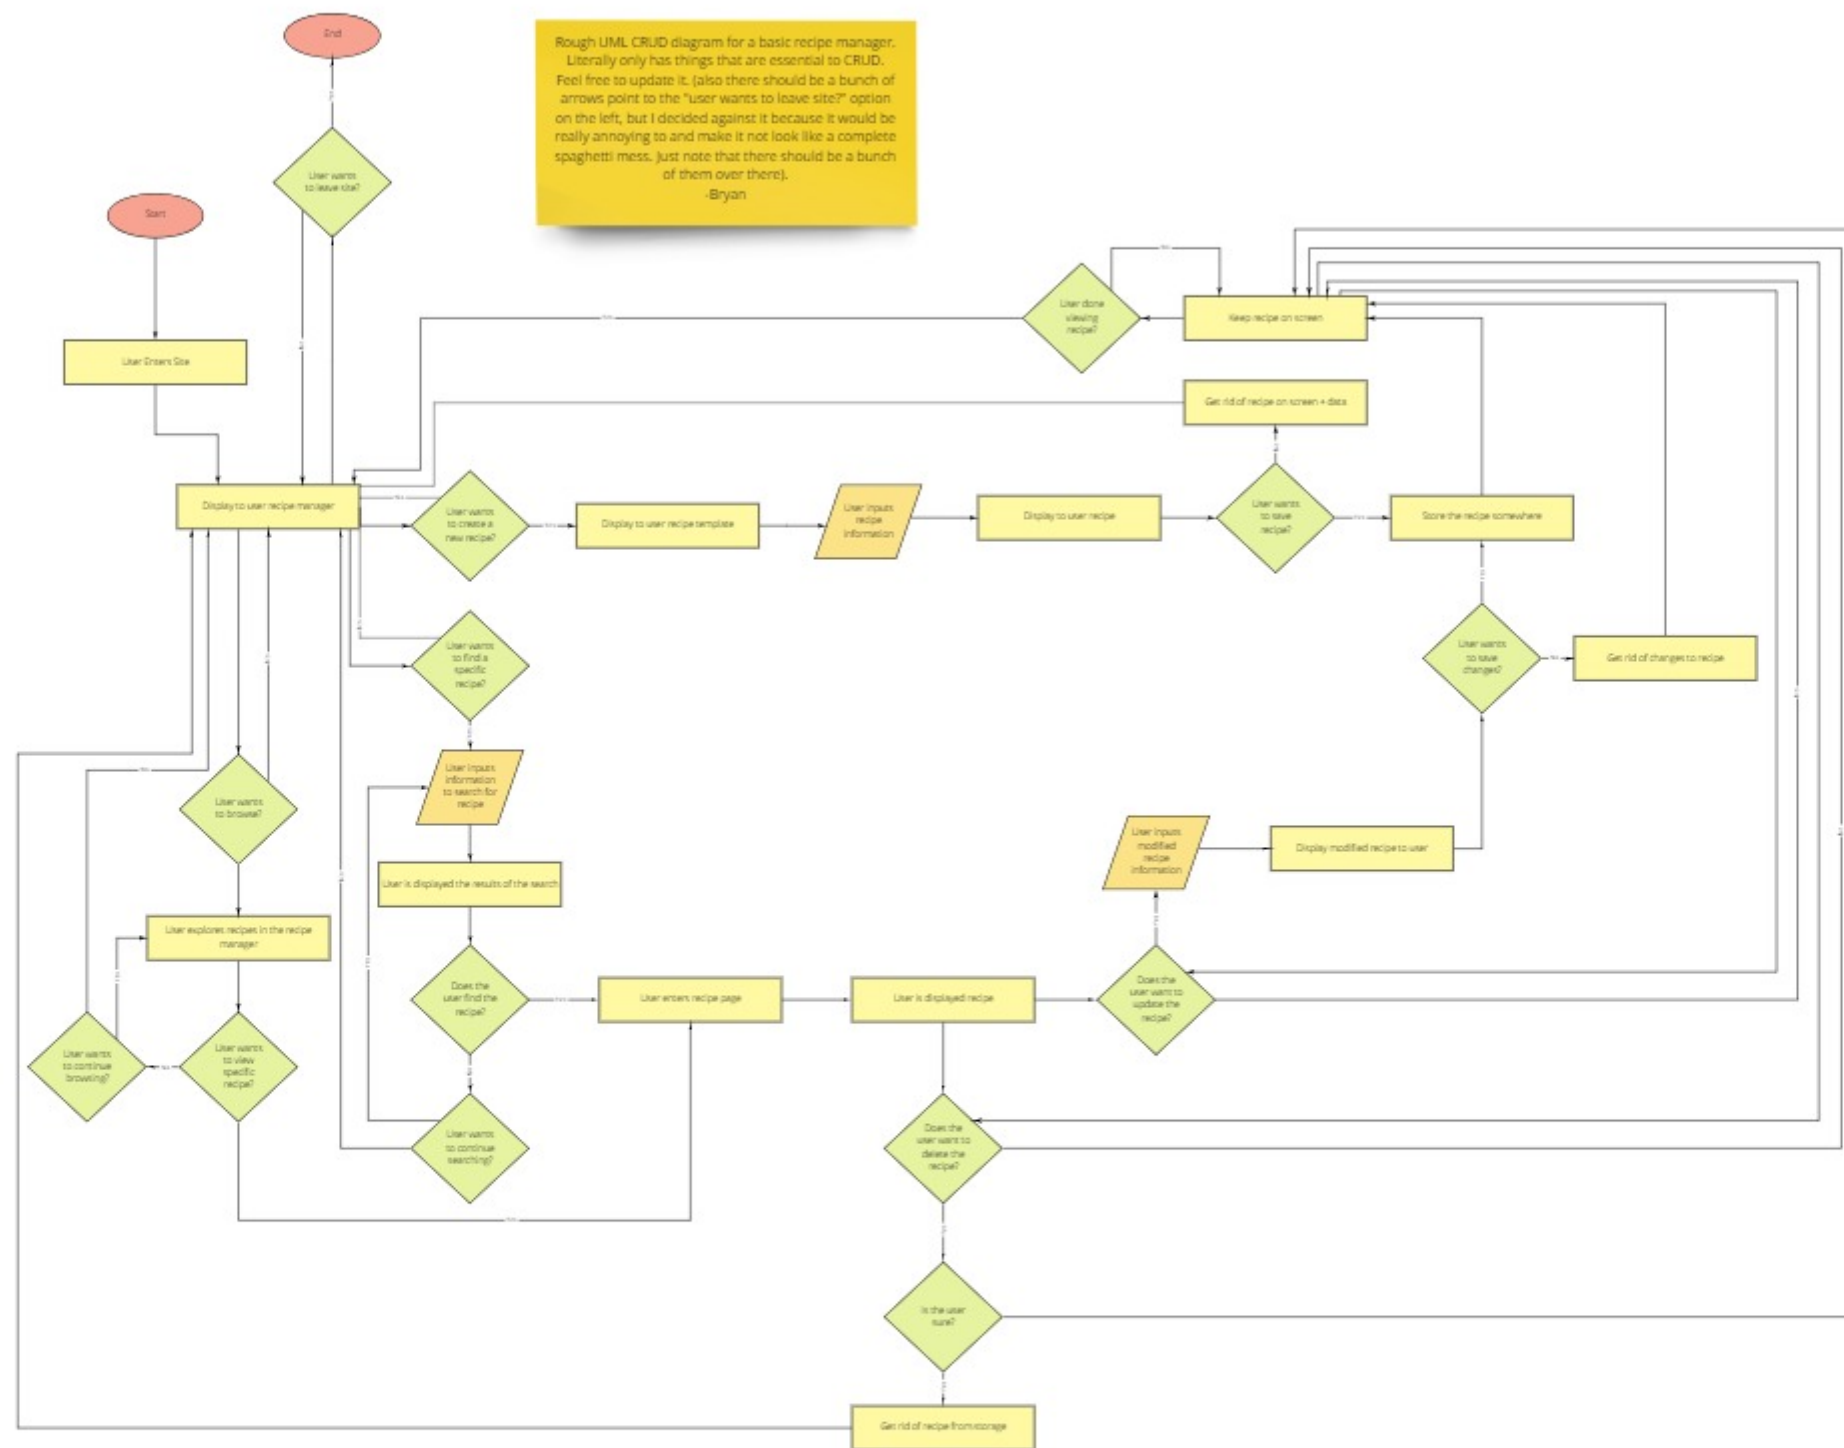 End
Rough UML CRUD diagram for a basic recipe manager.
Literally only has things that are essential to CRUD.
Feel free to update it. (also there should be a bunch of
arrows point to the "user wants to leave site?" option
on the left, but I decided against it because it would be
really annoying to and make it not look like a complete
spaghetti mess. Just note that there should be a bunch
of them over there).
-Bryan
User wants
to leave site?
Start
User Enters Site
User done
viewing
recipe?
Keep recipe on screen
Get rid of recipe on screen + data
Display to user recipe manager
User wants
to create a
new recipe?
Display to user recipe template
User inputs
recipe
information
Display to user recipe
User wants
to save
recipe?
Store the recipe somewhere
User wants
to find a
specific
recipe?
User wants
to save
changes?
Get rid of changes to recipe
User inputs
information
to search for
recipe
User wants
to browse?
User inputs
modified
recipe
information
Display modified recipe to user
User is displayed the results of the search
User explores recipes in the recipe
manager
Does the
user find the
recipe?
User enters recipe page
User is displayed recipe
Does the
user want to
update the
recipe?
User wants
to continue
browsing?
User wants
to view
specific
recipe?
User wants
to continue
searching?
Does the
user want to
delete the
recipe?
Is the user
sure?
Get rid of recipe from storage